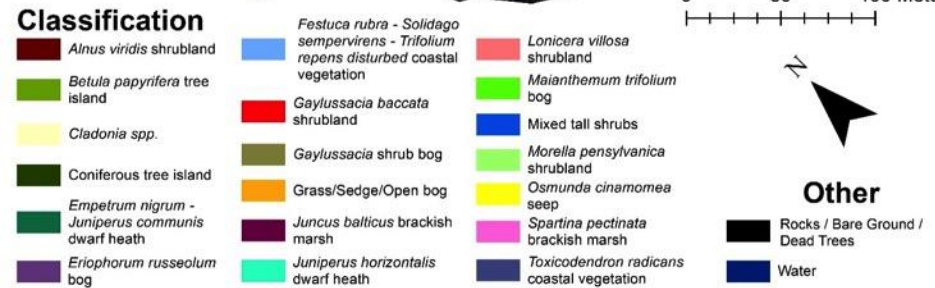 Classification
Alnus viridis shrubland
Betula papyrifera tree
island
Cladonia spp.
Coniferous tree island
Empetrum nigrum -
Juniperus communis
dwarf heath
Eriophorum russeolum
bog
Festuca rubra - Solidago
sempervirens - Trifolium
repens disturbed coastal
vegetation
Gaylussacia baccata
shrubland
Gaylussacia shrub bog
Grass/Sedge/Open bog
Juncus balticus brackish
marsh
Juniperus horizontalis
dwarf heath
Lonicera villosa
shrubland
Maianthemum trifolium
bog
Mixed tall shrubs
Morella pensylvanica
shrubland
Osmunda cinamomea
seep
Spartina pectinata
brackish marsh
Toxicodendron radicans
coastal vegetation
N
Other
Rocks / Bare Ground /
Dead Trees
Water